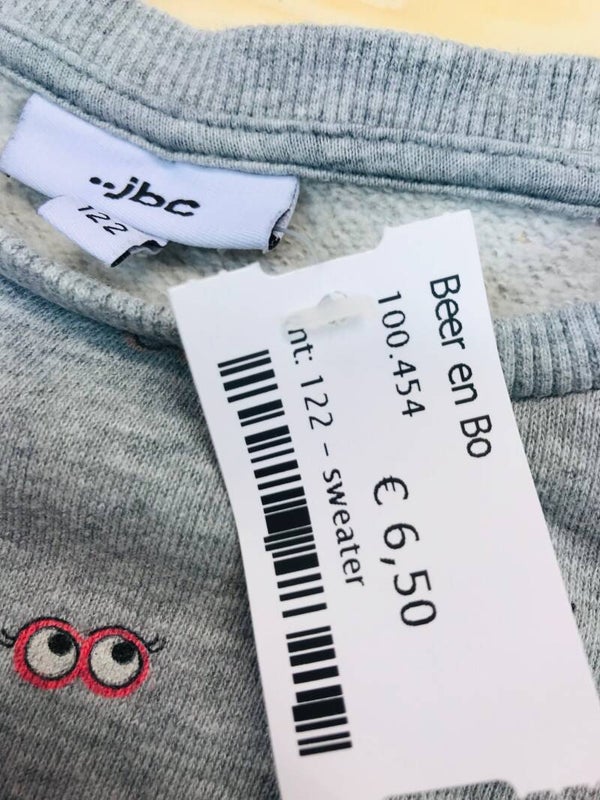 ..jbc
122
Beer en Bo
100.454
€ 6,50
nt: 122 - sweater